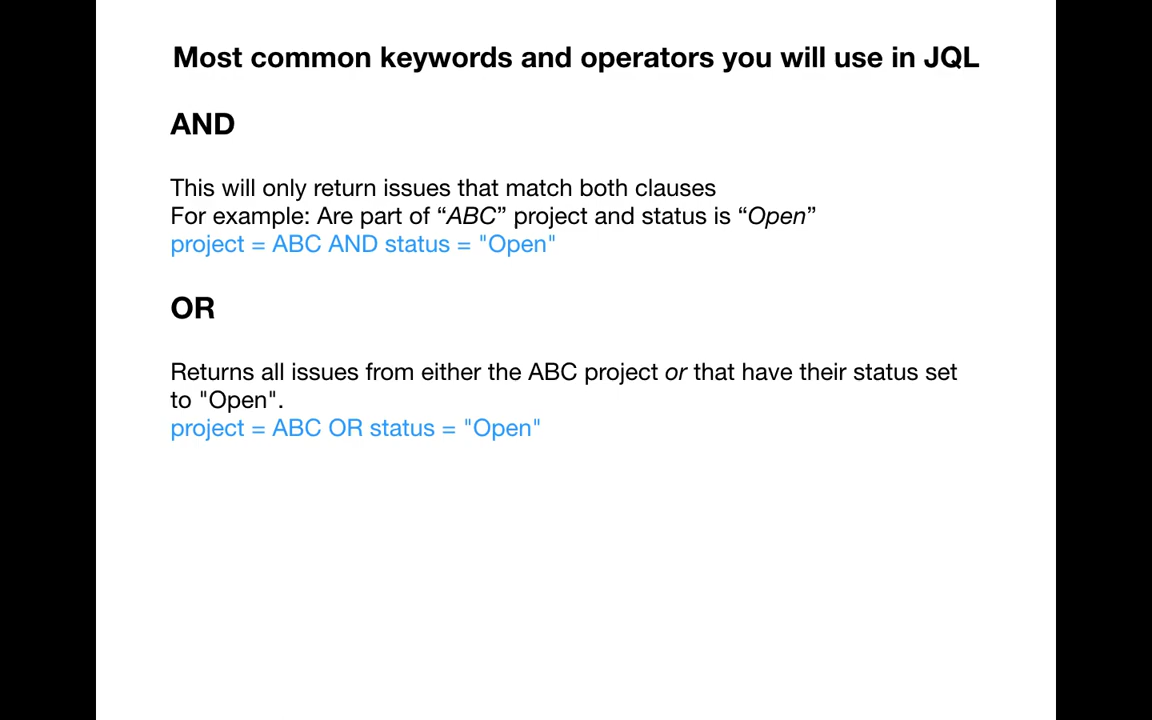 Most common keywords and operators you will use in JQL
AND
This will only return issues that match both clauses
For example: Are part of “ABC” project and status is “Open”
project = ABC AND status = "Open"
OR
Returns all issues from either the ABC project or that have their status set
to "Open".
project = ABC OR status = "Open"